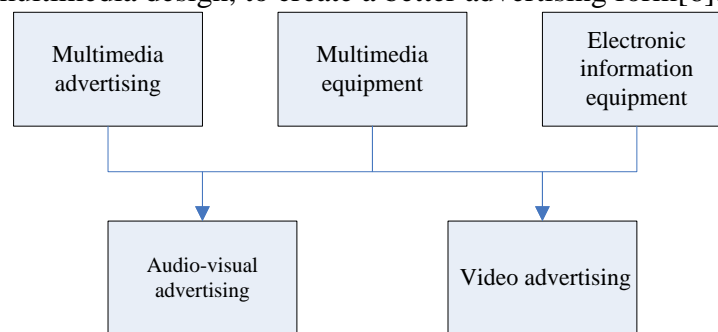 multimedia design, to create a better advertising form[6].
Multimedia
advertising
Multimedia
equipment
Electronic
information
equipment
Audio-visual
advertising
Video advertising